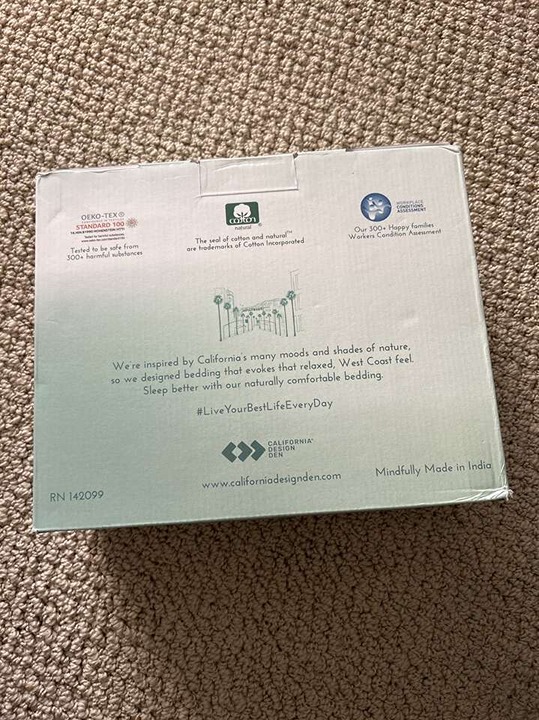 OEKO-TEX®
STANDARD 100
Tested to be safe from
300+ harmful substances
cotton
natural
The seal of cotton and natural™
are trademarks of Cotton Incorporated
WORKPLACE
CONDITIONS
ASSESSMENT
Our 300+ Happy families
Workers Condition Assessment
We're inspired by California's many moods and shades of nature,
so we designed bedding that evokes that relaxed, West Coast feel.
Sleep better with our naturally comfortable bedding.
#LiveYourBestLifeEveryDay
CALIFORNIA®
DESIGN
DEN
www.californiadesignden.com
Mindfully Made in India
RN 142099